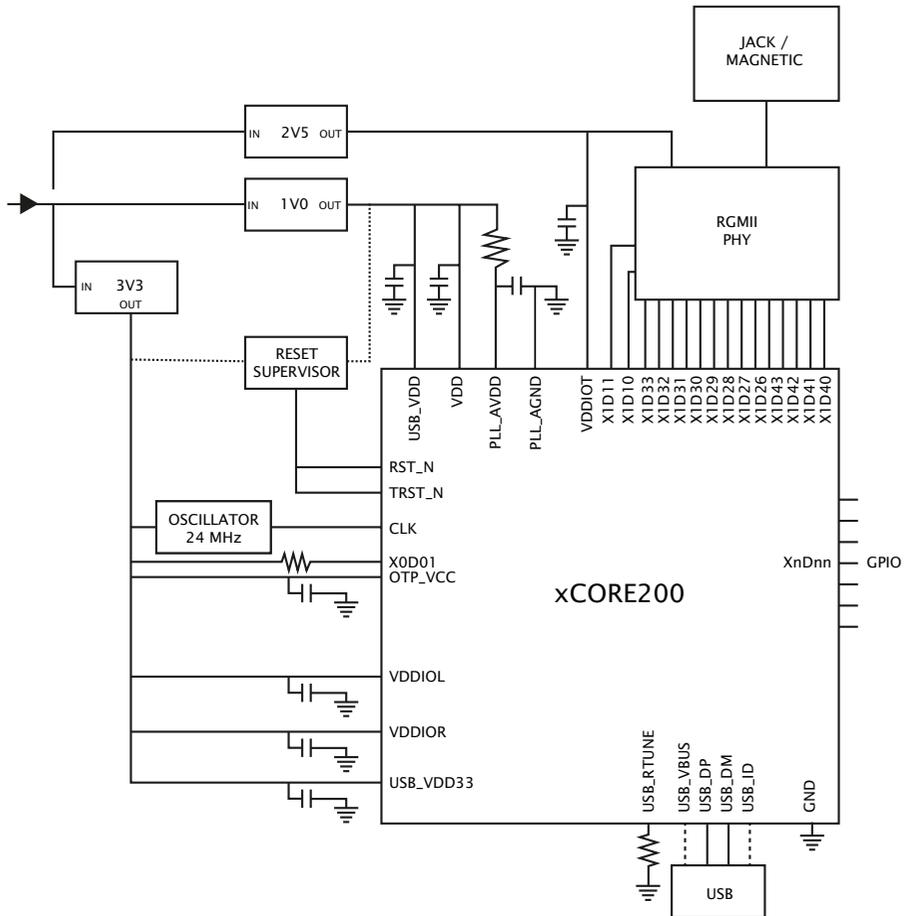 JACK /
MAGNETIC
IN 2V5 OUT
IN 1V0 OUT
RGMII
PHY
IN 3V3
OUT
RESET
SUPERVISOR
USB_VDD
VDD
PLL_AVDD
PLL_AGND
VDDIOT
X1D11
X1D10
X1D33
X1D32
X1D31
X1D30
X1D29
X1D28
X1D27
X1D26
X1D43
X1D42
X1D41
X1D40
RST_N
TRST_N
OSCILLATOR
24 MHz
CLK
X0D01
OTP_VCC
XnDnn
GPIO
xCORE200
VDDIOL
VDDIOR
USB_VDD33
USB_RTUNE
USB_VBUS
USB_DP
USB_DM
USB_ID
GND
USB